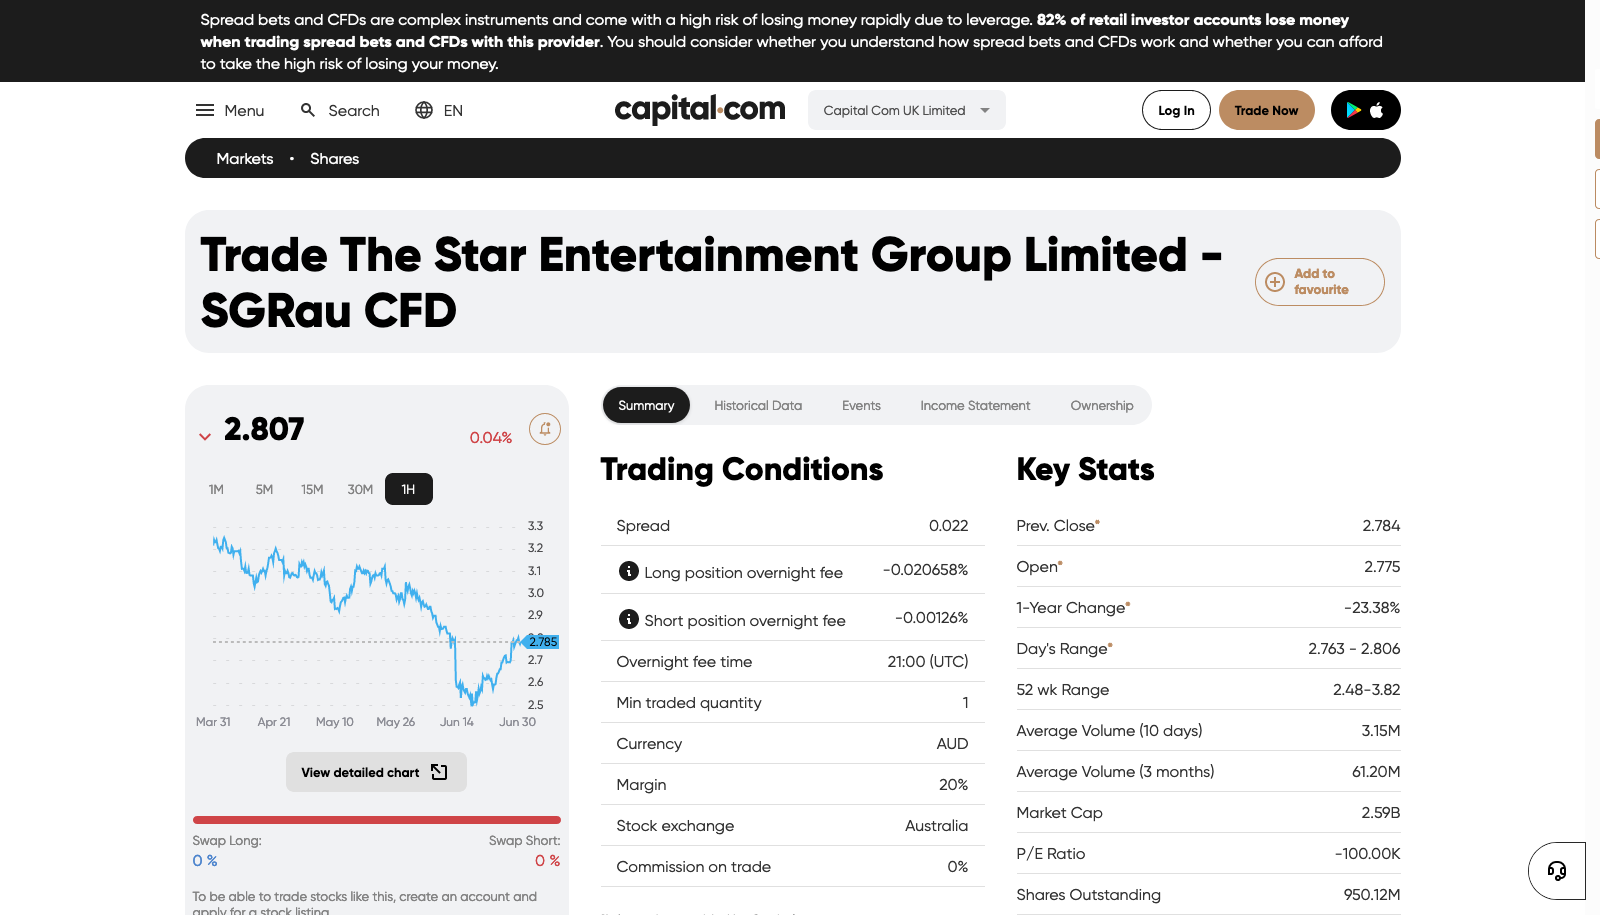 Spread bets and CFDs are complex instruments and come with a high risk of losing money rapidly due to leverage. 82% of retail investor accounts lose money
when trading spread bets and CFDs with this provider. You should consider whether you understand how spread bets and CFDs work and whether you can afford
to take the high risk of losing your money.
Menu
Search
EN
capital.com
Capital Com UK Limited
Log In
Trade Now
Markets • Shares
Trade The Star Entertainment Group Limited -
SGRau CFD
Add to
favourite
2.807
0.04%
1M 5M 15M 30M 1H
3.3
3.2
3.1
3.0
2.9
2.785
2.7
2.6
2.5
Mar 31 Apr 21 May 10 May 26 Jun 14 Jun 30
View detailed chart
Swap Long: Swap Short:
0 % 0 %
To be able to trade stocks like this, create an account and
apply for a stock listing
Summary Historical Data Events Income Statement Ownership
Trading Conditions
Spread 0.022
Long position overnight fee -0.020658%
Short position overnight fee -0.00126%
Overnight fee time 21:00 (UTC)
Min traded quantity 1
Currency AUD
Margin 20%
Stock exchange Australia
Commission on trade 0%
Key Stats
Prev. Close* 2.784
Open* 2.775
1-Year Change* -23.38%
Day's Range* 2.763 - 2.806
52 wk Range 2.48-3.82
Average Volume (10 days) 3.15M
Average Volume (3 months) 61.20M
Market Cap 2.59B
P/E Ratio -100.00K
Shares Outstanding 950.12M